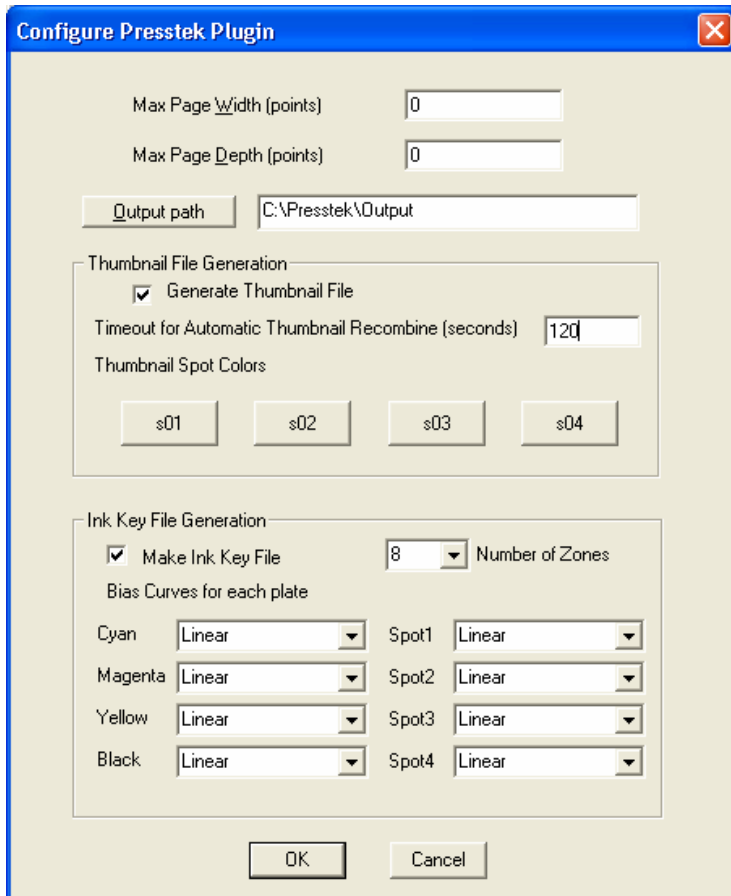 Configure Presstek Plugin
Max Page Width (points) 0
Max Page Depth (points) 0
Output path C:\Presstek\Output
Thumbnail File Generation
Generate Thumbnail File
Timeout for Automatic Thumbnail Recombine (seconds) 120
Thumbnail Spot Colors
s01 s02 s03 s04
Ink Key File Generation
Make Ink Key File 8 Number of Zones
Bias Curves for each plate
Cyan Linear Spot1 Linear
Magenta Linear Spot2 Linear
Yellow Linear Spot3 Linear
Black Linear Spot4 Linear
OK Cancel